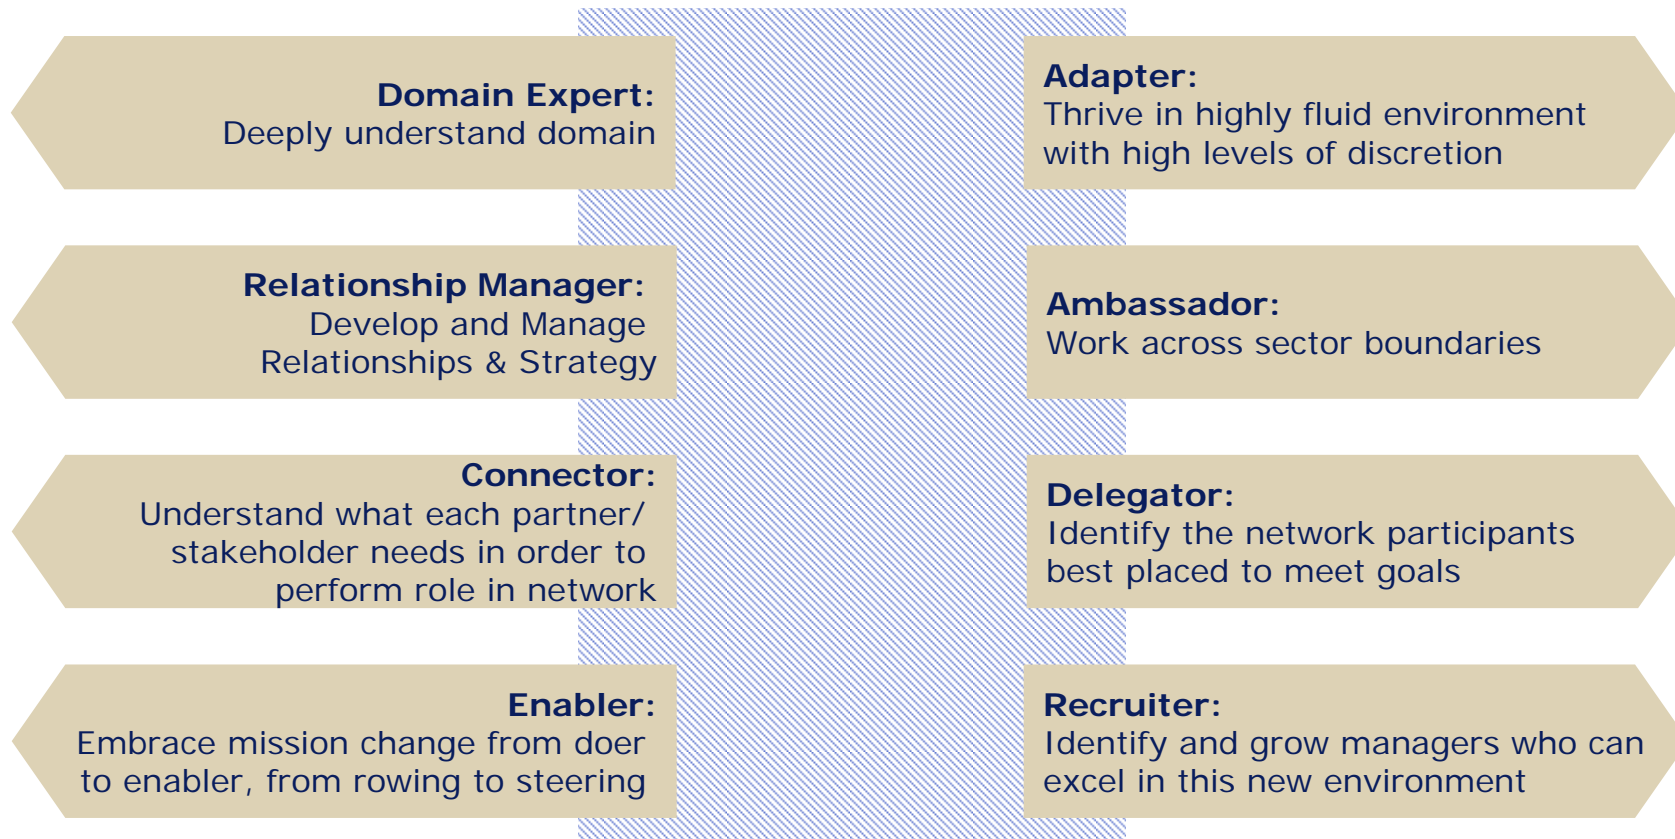 Domain Expert:
Deeply understand domain
Relationship Manager:
Develop and Manage
Relationships & Strategy
Connector:
Understand what each partner/
stakeholder needs in order to
perform role in network
Enabler:
Embrace mission change from doer
to enabler, from rowing to steering
Adapter:
Thrive in highly fluid environment
with high levels of discretion
Ambassador:
Work across sector boundaries
Delegator:
Identify the network participants
best placed to meet goals
Recruiter:
Identify and grow managers who can
excel in this new environment